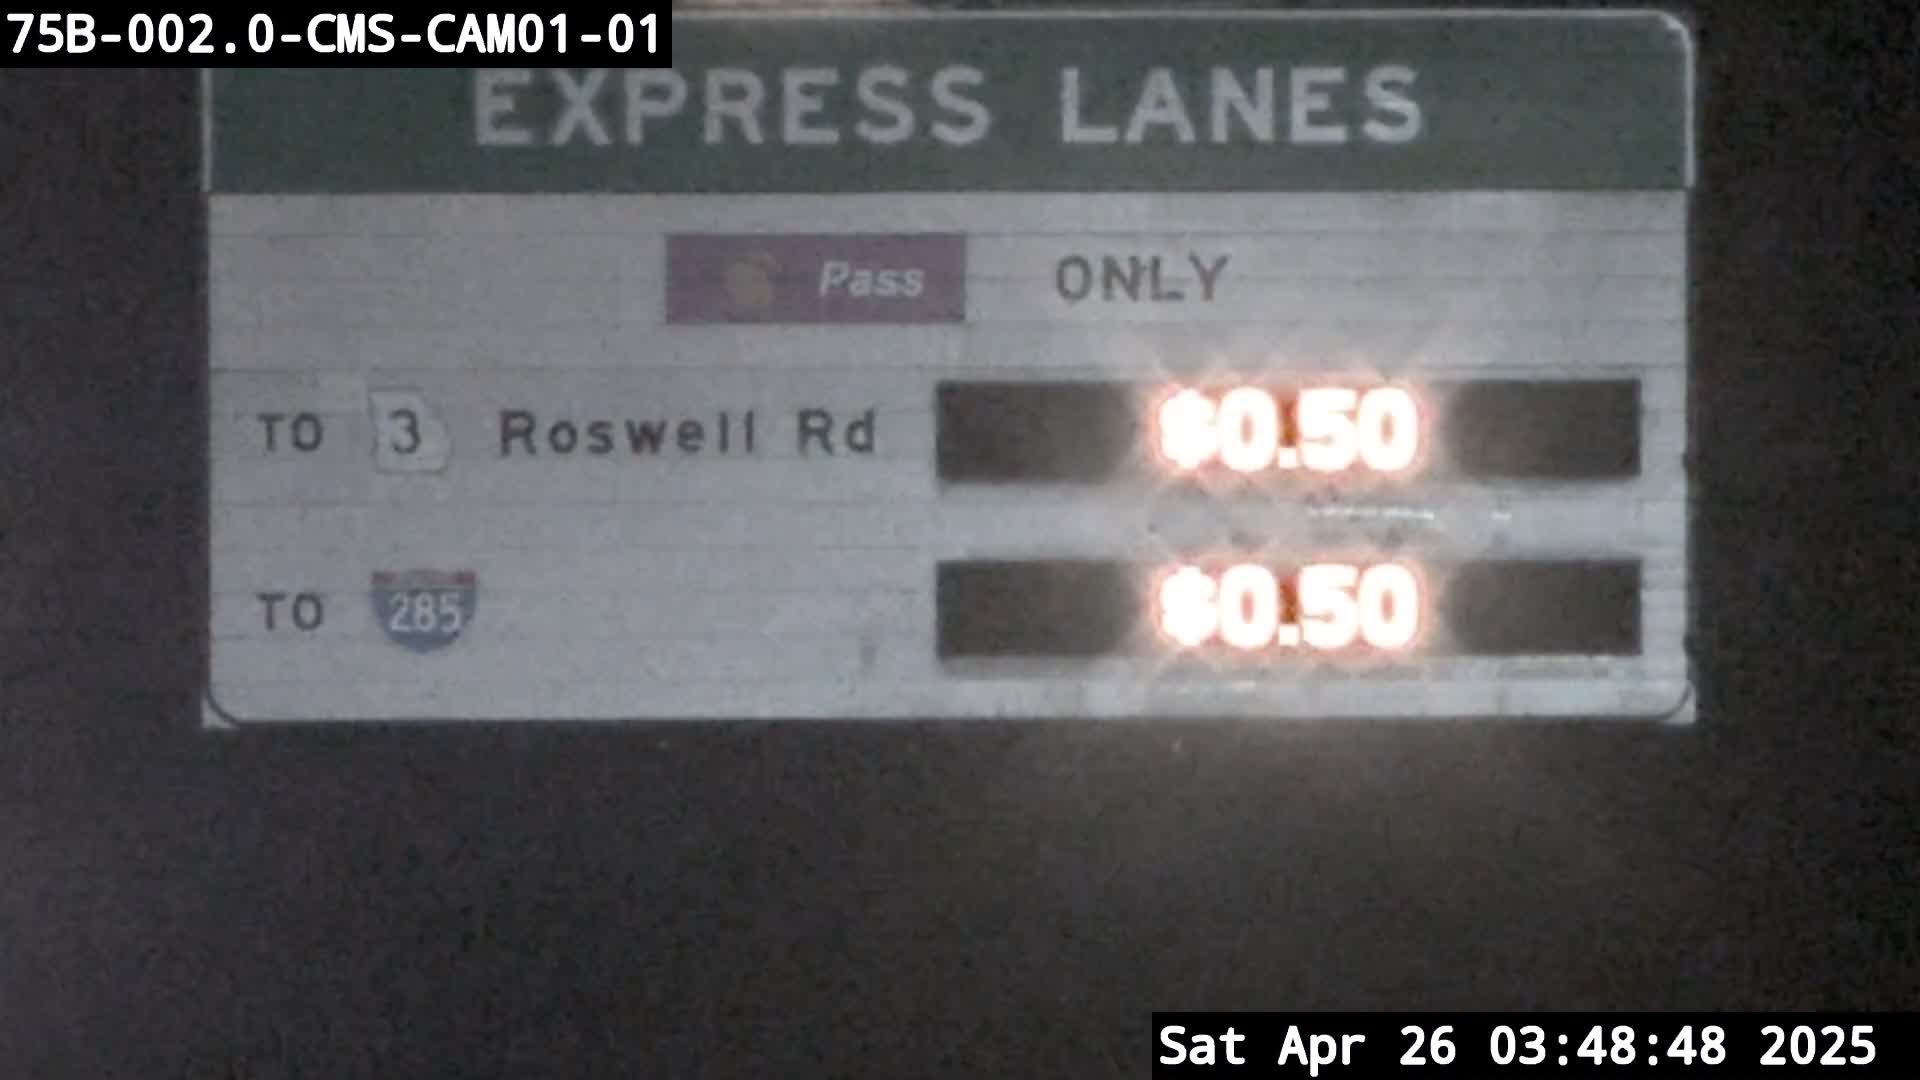 75B-002.0-CMS-CAM01-01
EXPRESS LANES
Pass ONLY
TO 3 Roswell Rd $0.50
TO 285 $0.50
Sat Apr 26 03:48:48 2025